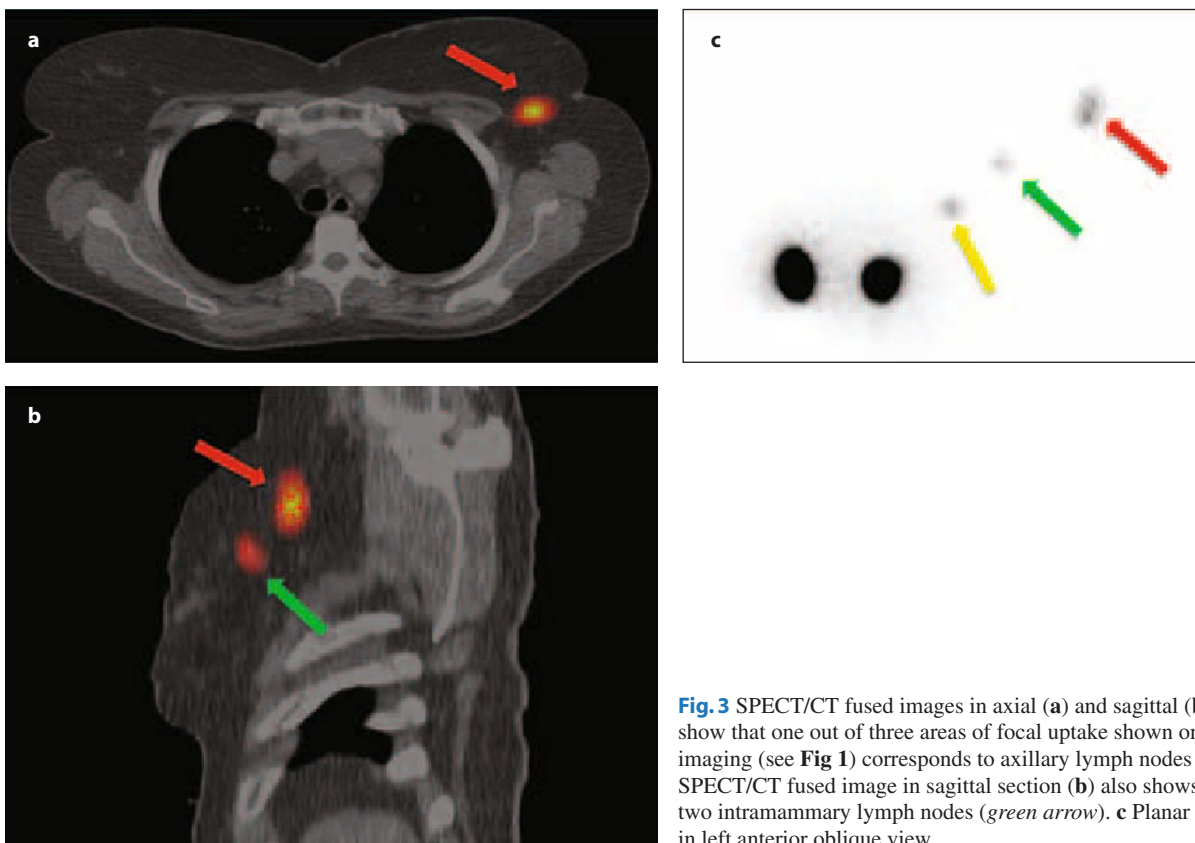 a
c
b
Fig. 3 SPECT/CT fused images in axial (a) and sagittal (b
show that one out of three areas of focal uptake shown or
imaging (see Fig 1) corresponds to axillary lymph nodes
SPECT/CT fused image in sagittal section (b) also shows
two intramammary lymph nodes (green arrow). c Planar
in left anterior oblique view